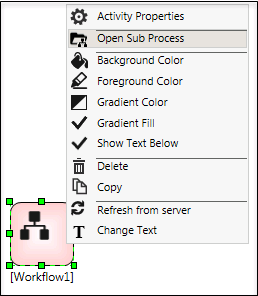 Activity Properties
Open Sub Process
Background Color
Foreground Color
Gradient Color
Gradient Fill
Show Text Below
Delete
Copy
Refresh from server
T Change Text
[Workflow1]